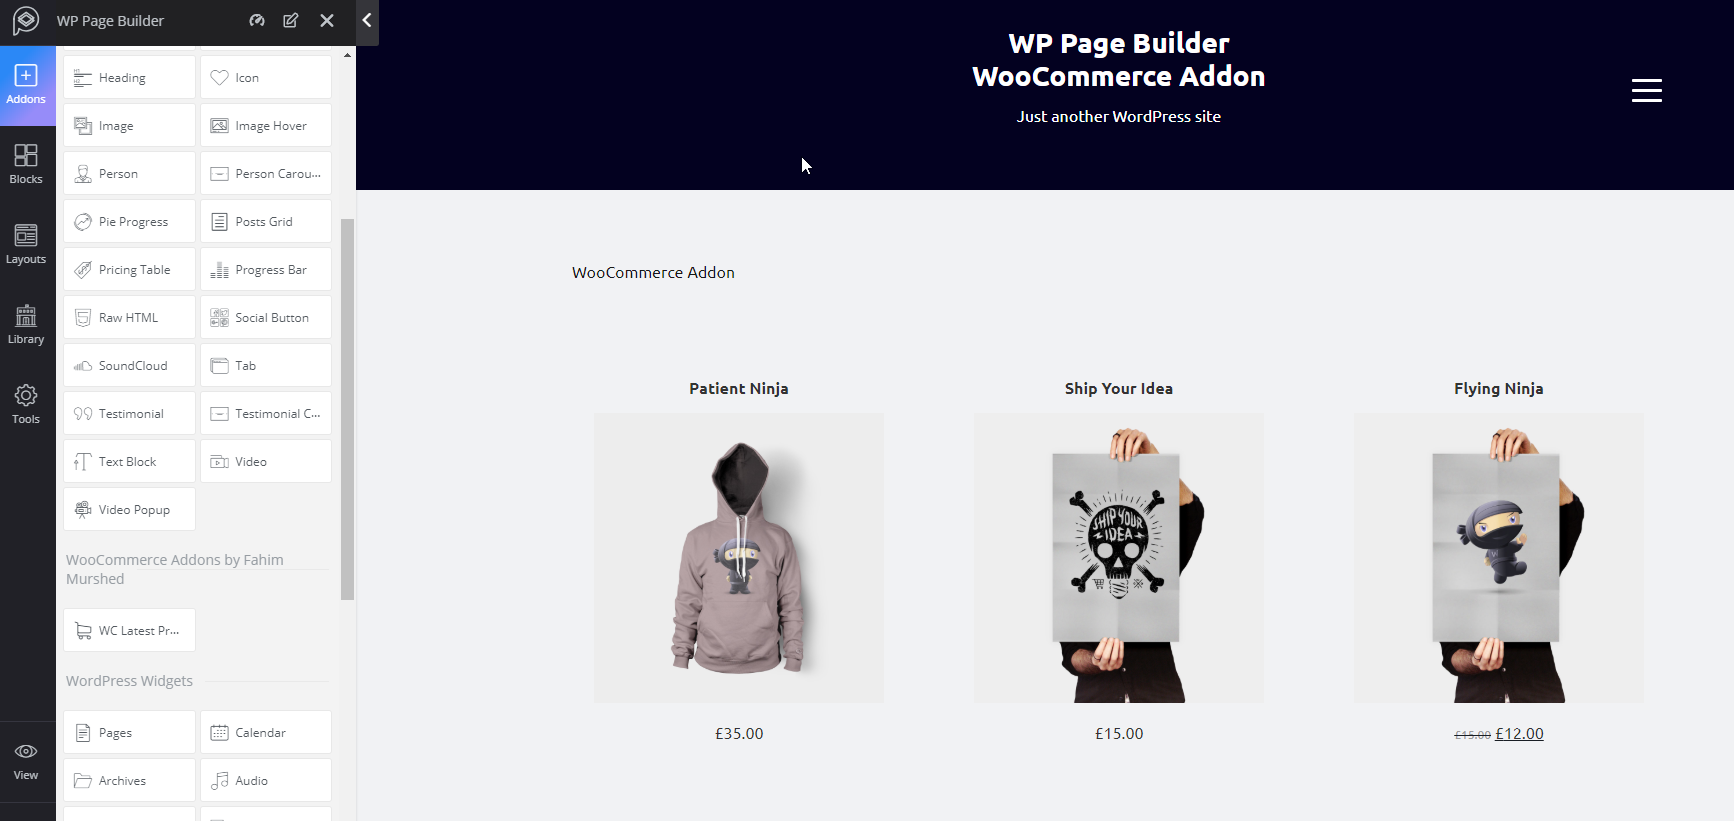 WP Page Builder
Addons
Blocks
Layouts
Library
Tools
View
Heading
Icon
Image
Image Hover
Person
Person Carou...
Pie Progress
Posts Grid
Pricing Table
Progress Bar
Raw HTML
Social Button
SoundCloud
Tab
Testimonial
Testimonial C...
Text Block
Video
Video Popup
WooCommerce Addons by Fahim
Murshed
WC Latest Pr...
WordPress Widgets
Pages
Calendar
Archives
Audio
WP Page Builder
WooCommerce Addon
Just another WordPress site
WooCommerce Addon
Patient Ninja
Ship Your Idea
Flying Ninja
SHIP YOUR
IDEA
£35.00
£15.00
£15.00 £12.00